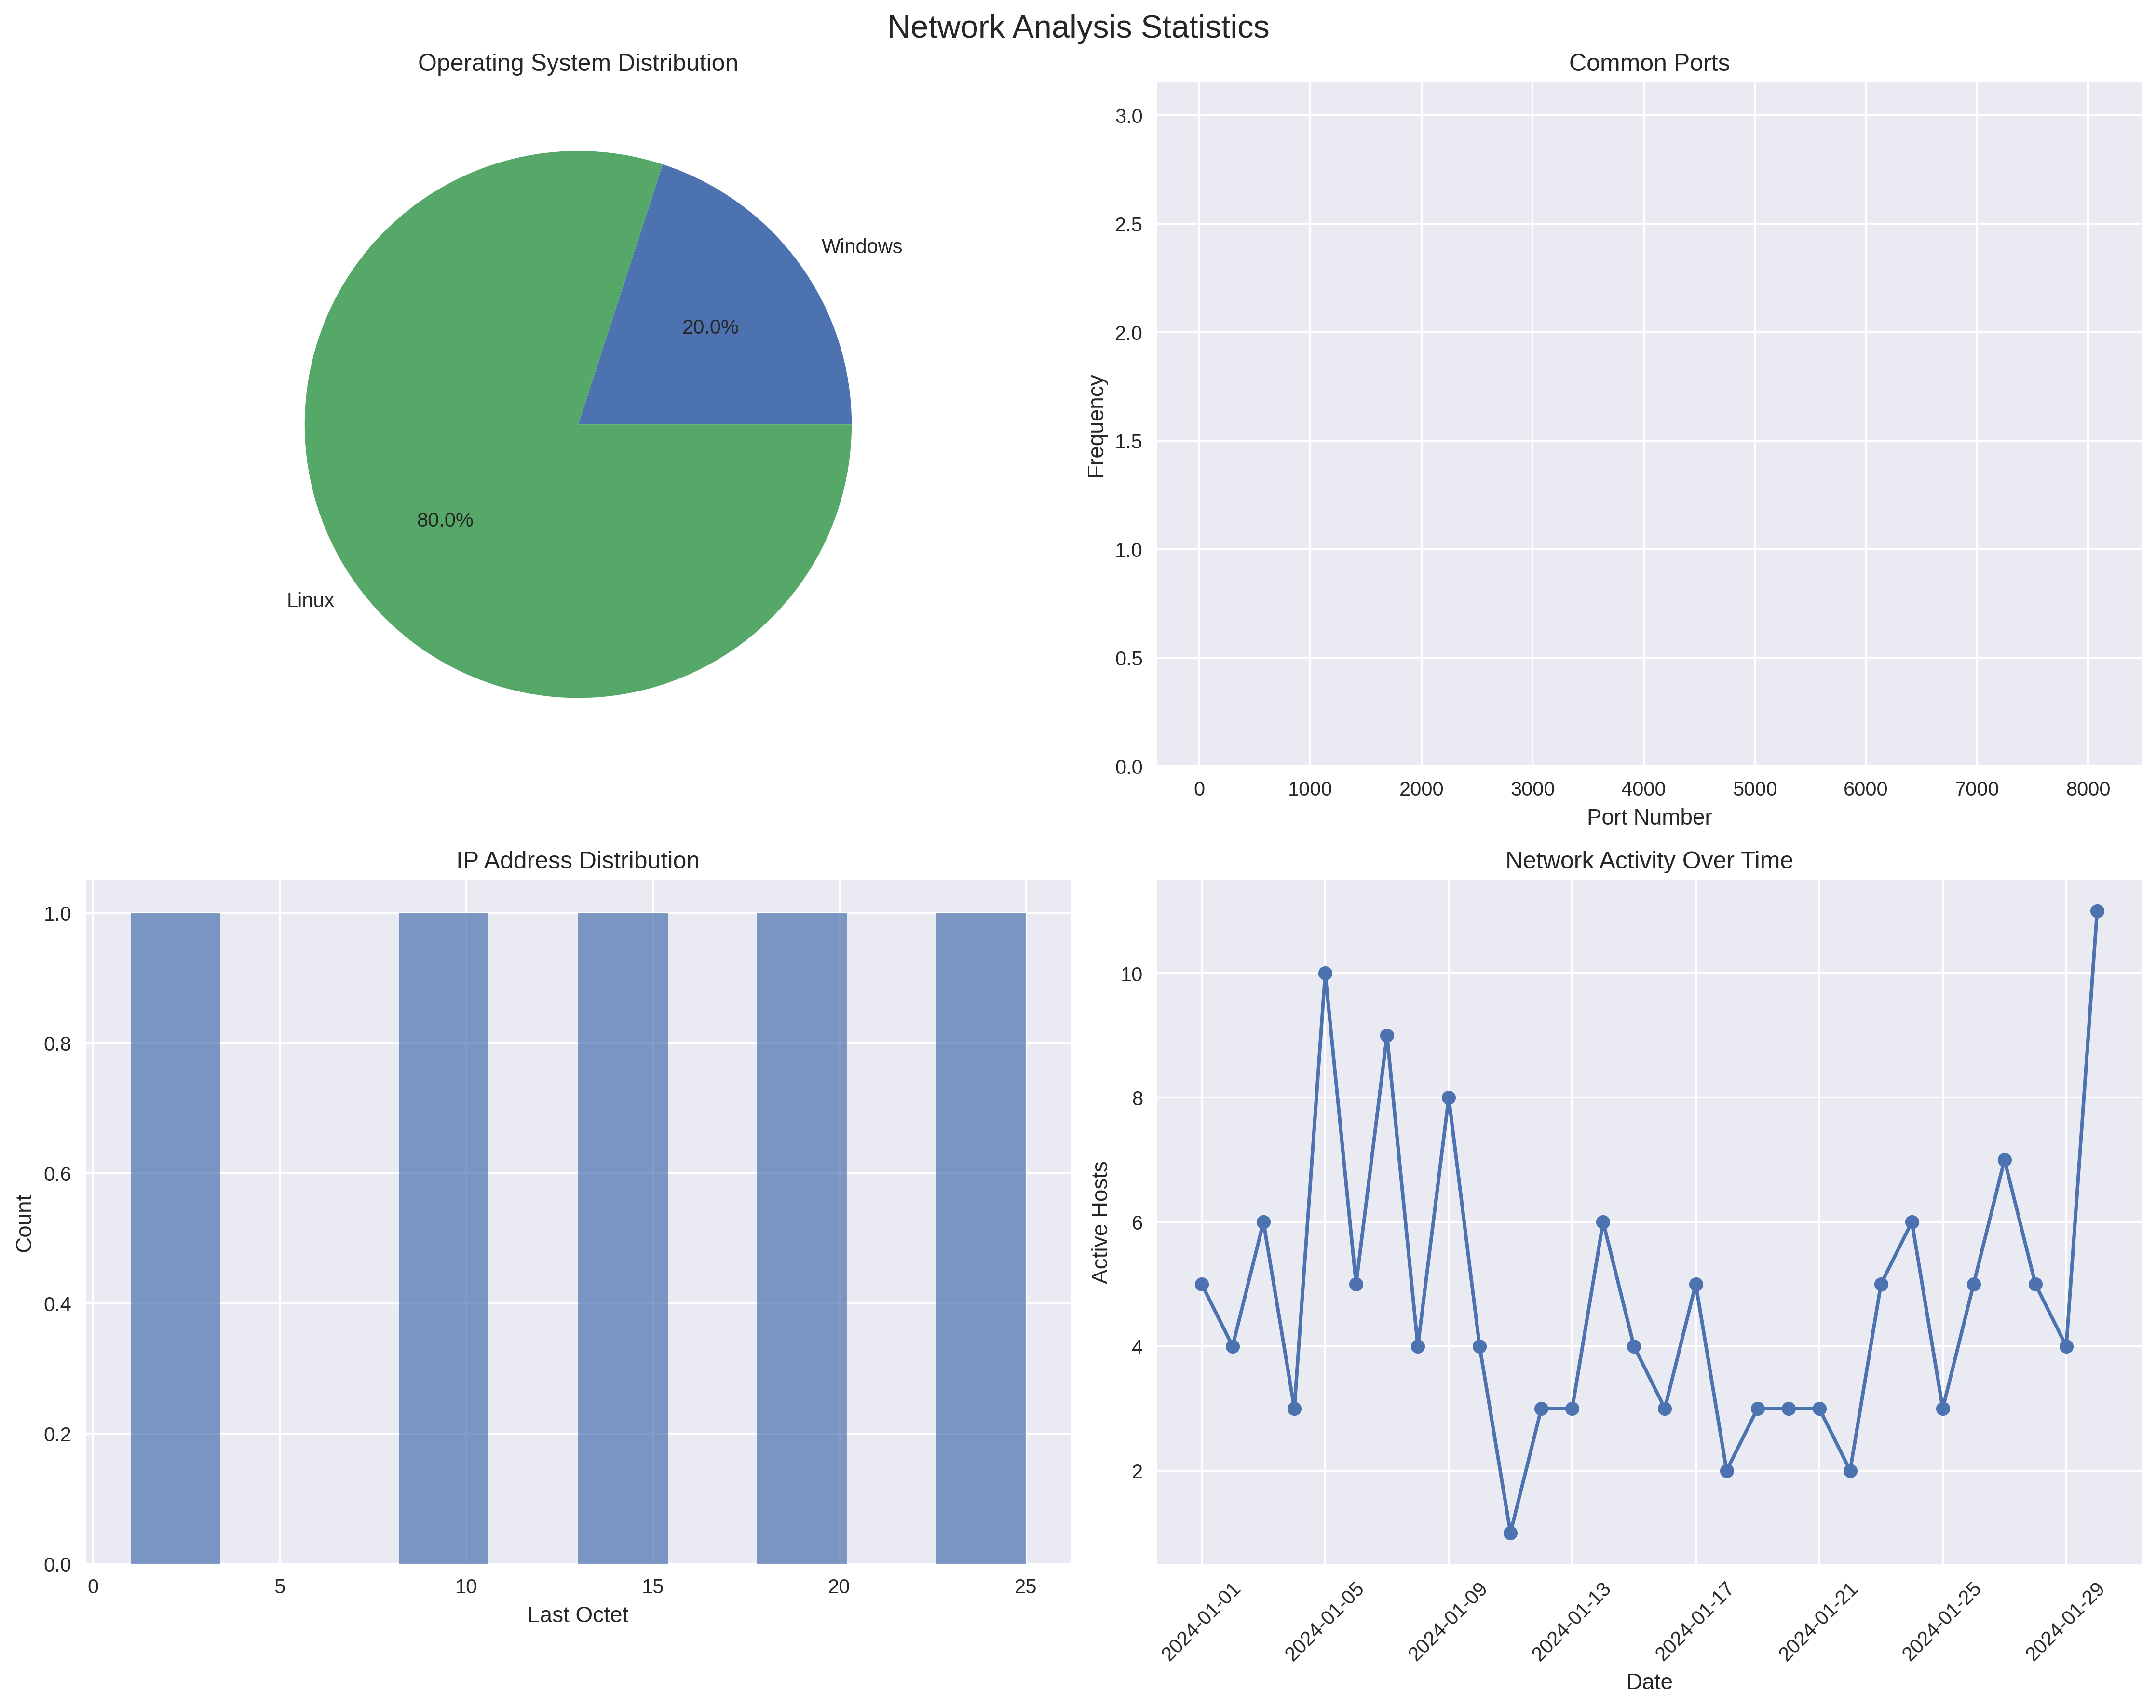 Network Analysis Statistics
Operating System Distribution
Windows
20.0%
80.0%
Linux
Common Ports
3.0
2.5
2.0
1.5
1.0
0.5
0.0
Frequency
0 1000 2000 3000 4000 5000 6000 7000 8000
Port Number
IP Address Distribution
1.0
0.8
0.6
0.4
0.2
0.0
Count
0 5 10 15 20 25
Last Octet
Network Activity Over Time
10
8
6
4
2
Active Hosts
2024-01-01 2024-01-05 2024-01-09 2024-01-13 2024-01-17 2024-01-21 2024-01-25 2024-01-29
Date